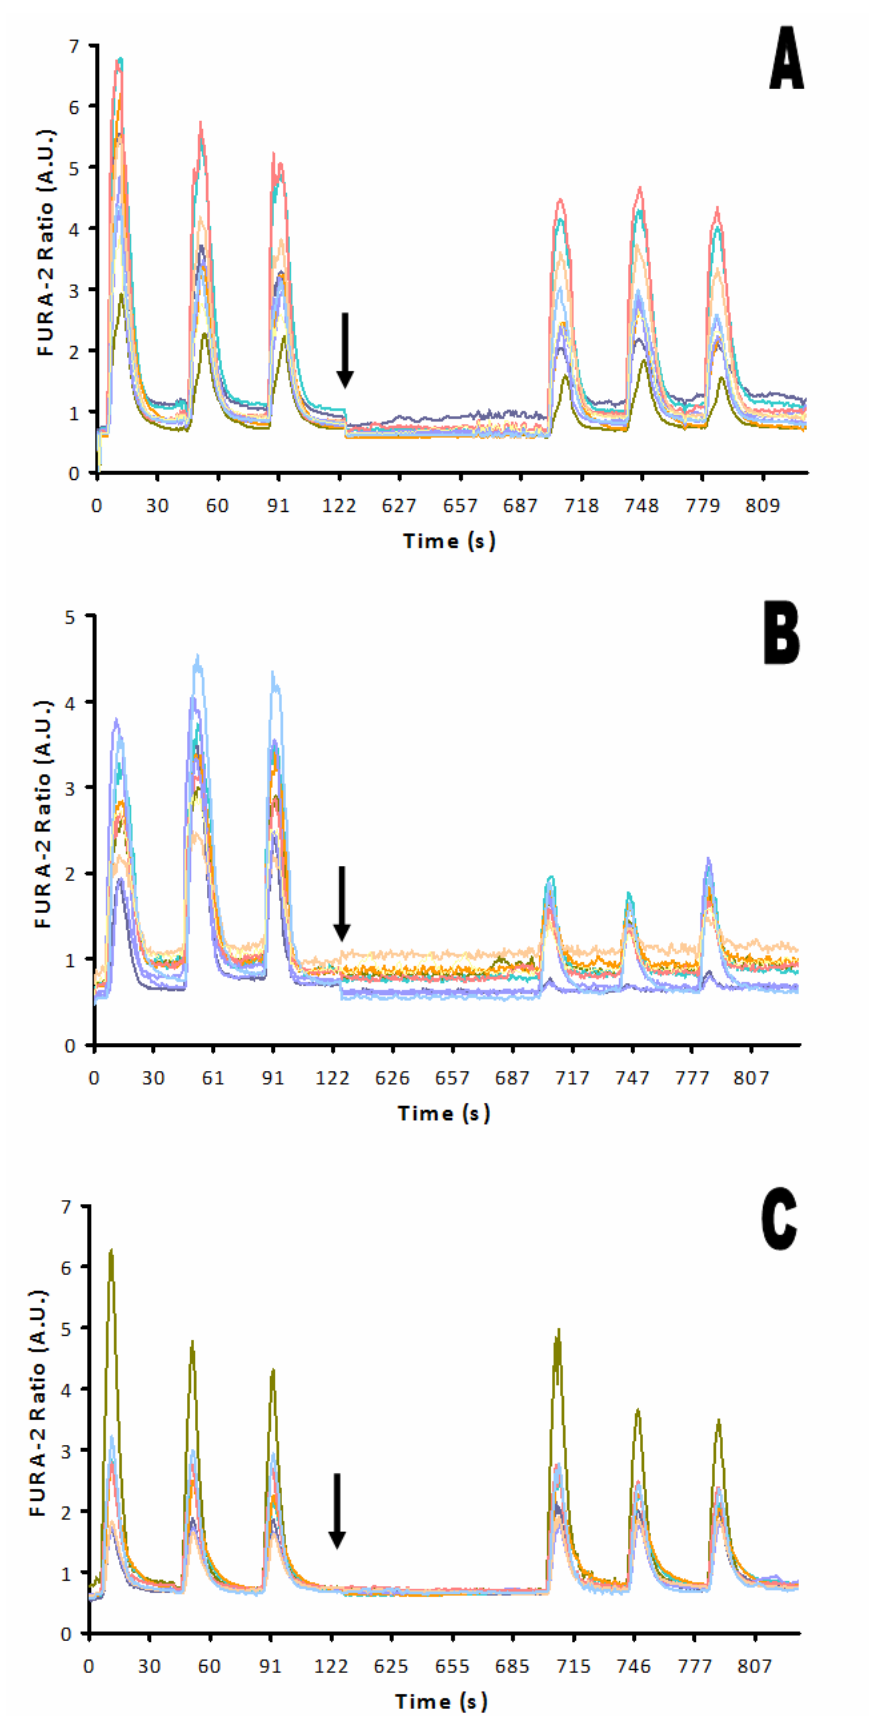 A
7
6
5
4
3
2
1
0
FURA-2 Ratio (A.U.)
0 30 60 91 122 627 657 687 718 748 779 809
Time (s)
B
5
4
3
2
1
0
FURA-2 Ratio (A.U.)
0 30 61 91 122 626 657 687 717 747 777 807
Time (s)
C
7
6
5
4
3
2
1
0
FURA-2 Ratio (A.U.)
0 30 60 91 122 625 655 685 715 746 777 807
Time (s)